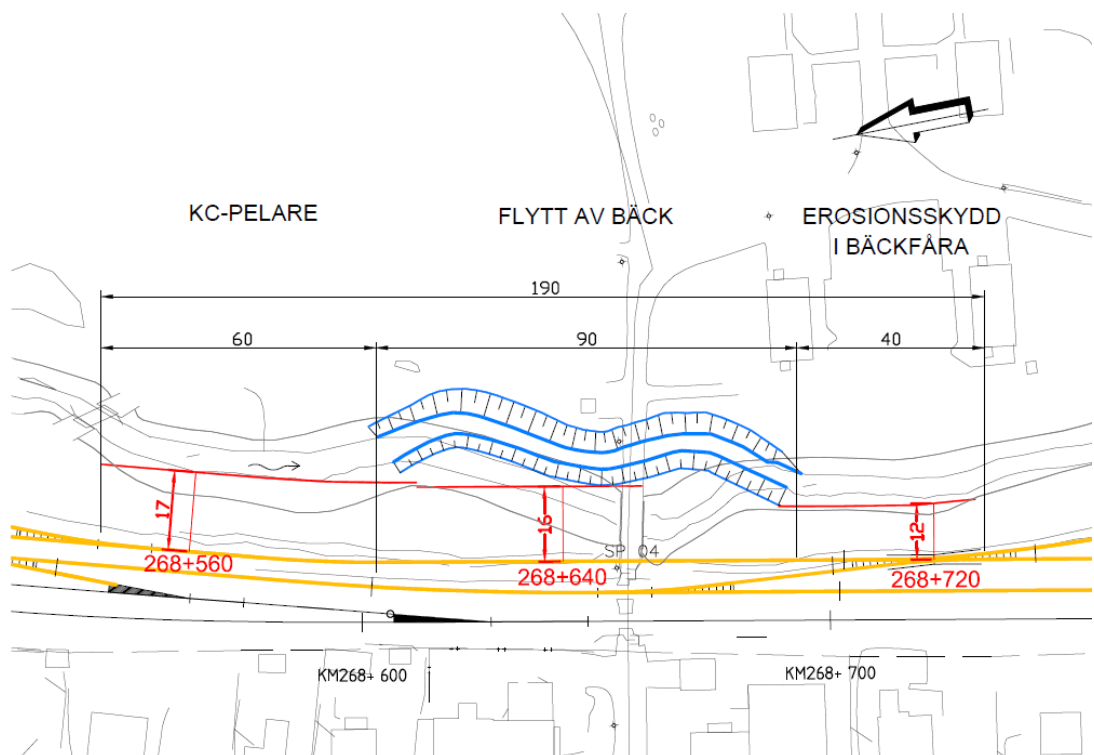 KC-PELARE
FLYTT AV BÄCK
EROSIONSSKYDD
I BÄCKFÅRA
190
60
90
40
17
16
12
268+560
268+640
268+720
SP 04
KM268+ 600
KM268+ 700